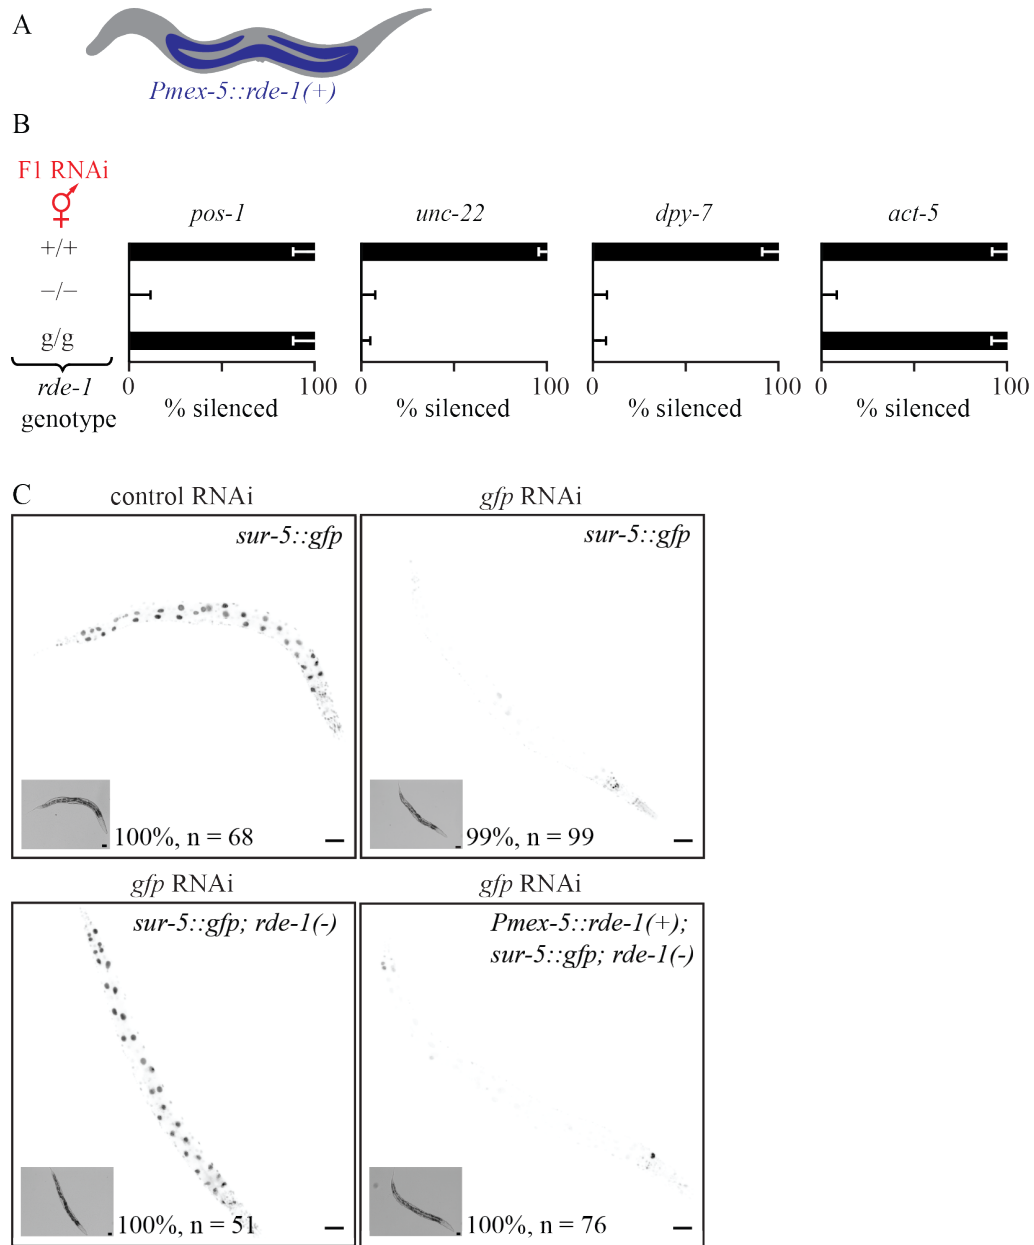 A
Pmex-5::rde-1(+)
B
F1 RNAi
pos-1
unc-22
dpy-7
act-5
+/+
−/−
g/g
rde-1
genotype
0 100
% silenced
0 100
% silenced
0 100
% silenced
0 100
% silenced
C
control RNAi
sur-5::gfp
100%, n = 68
gfp RNAi
sur-5::gfp
99%, n = 99
gfp RNAi
sur-5::gfp; rde-1(-)
100%, n = 51
gfp RNAi
Pmex-5::rde-1(+);
sur-5::gfp; rde-1(-)
100%, n = 76